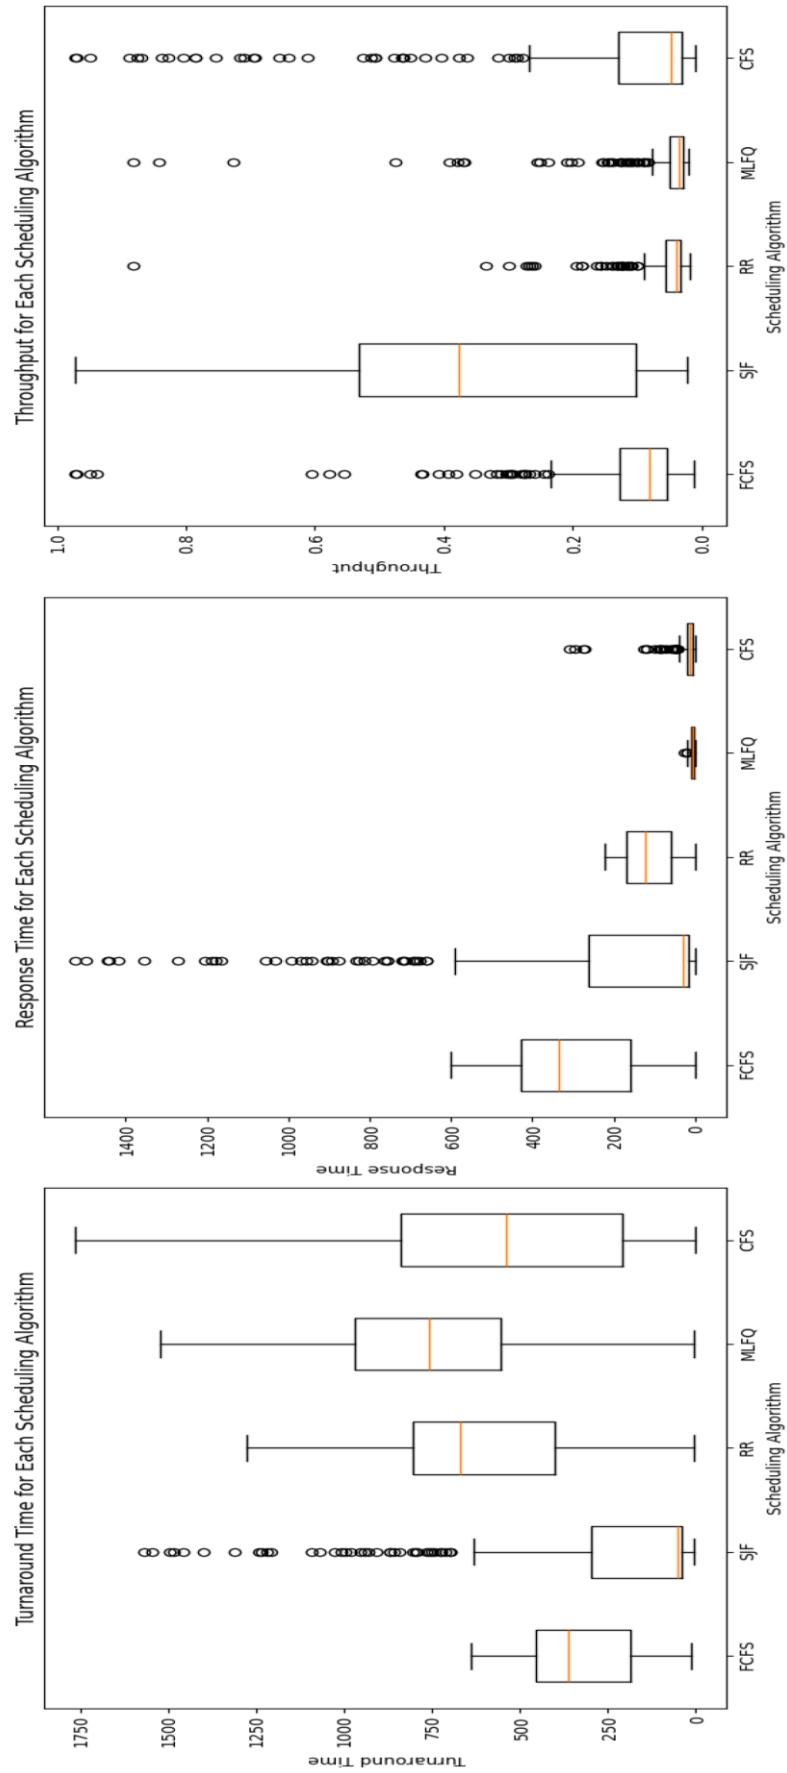 Turnaround Time for Each Scheduling Algorithm
Turnaround Time
1750
1500
1250
1000
750
500
250
0
FCFS
SJF
RR
MLFQ
CFS
Scheduling Algorithm
Response Time for Each Scheduling Algorithm
Response Time
1400
1200
1000
800
600
400
200
0
FCFS
SJF
RR
MLFQ
CFS
Scheduling Algorithm
Throughput for Each Scheduling Algorithm
Throughput
1.0
0.8
0.6
0.4
0.2
0.0
FCFS
SJF
RR
MLFQ
CFS
Scheduling Algorithm